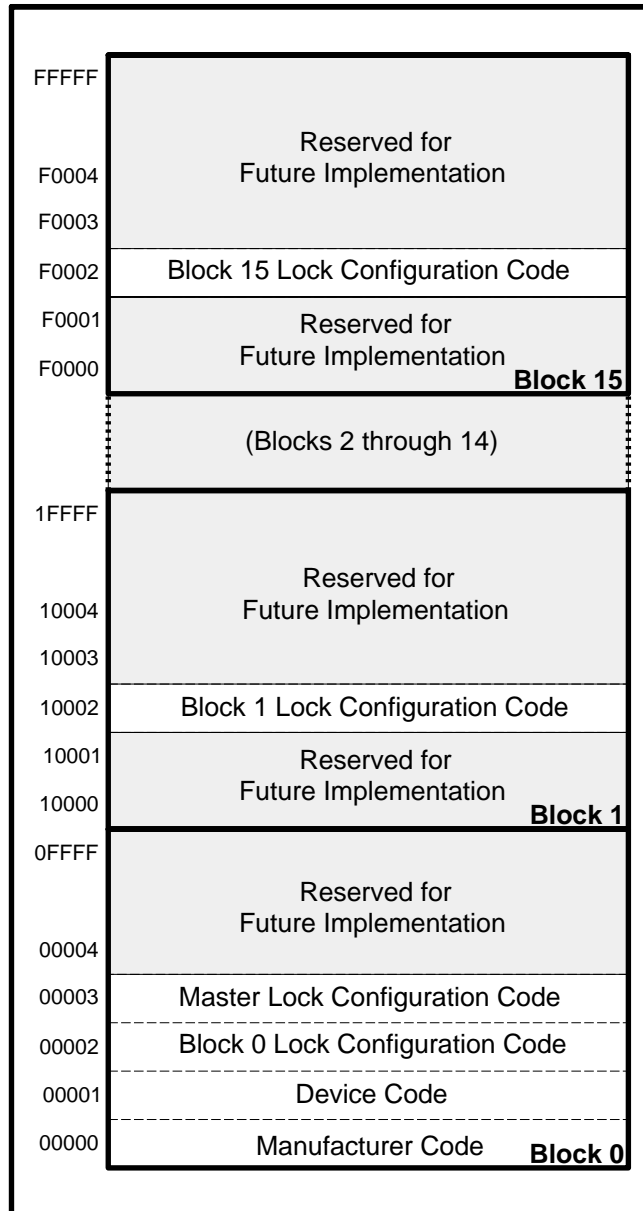 FFFFF
Reserved for
Future Implementation
F0004
F0003
F0002 Block 15 Lock Configuration Code
F0001
Reserved for
Future Implementation
F0000
Block 15
(Blocks 2 through 14)
1FFFF
Reserved for
Future Implementation
10004
10003
10002 Block 1 Lock Configuration Code
10001
Reserved for
Future Implementation
10000
Block 1
0FFFF
Reserved for
Future Implementation
00004
00003 Master Lock Configuration Code
00002 Block 0 Lock Configuration Code
00001 Device Code
00000 Manufacturer Code Block 0